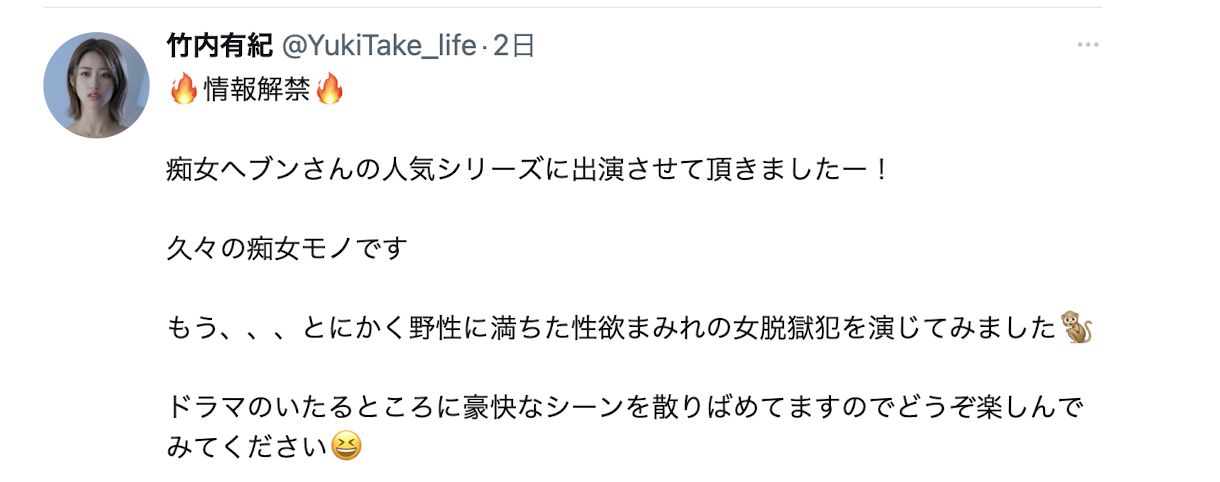 竹内有紀 @YukiTake_life · 2日
🔥情報解禁🔥
痴女ヘブンさんの人気シリーズに出演させて頂きましたー！
久々の痴女モノです
もう、、、とにかく野性に満ちた性欲まみれの女脱獄犯を演じてみました🐒
ドラマのいたるところに豪快なシーンを散りばめてますのでどうぞ楽しんで
みてください😆